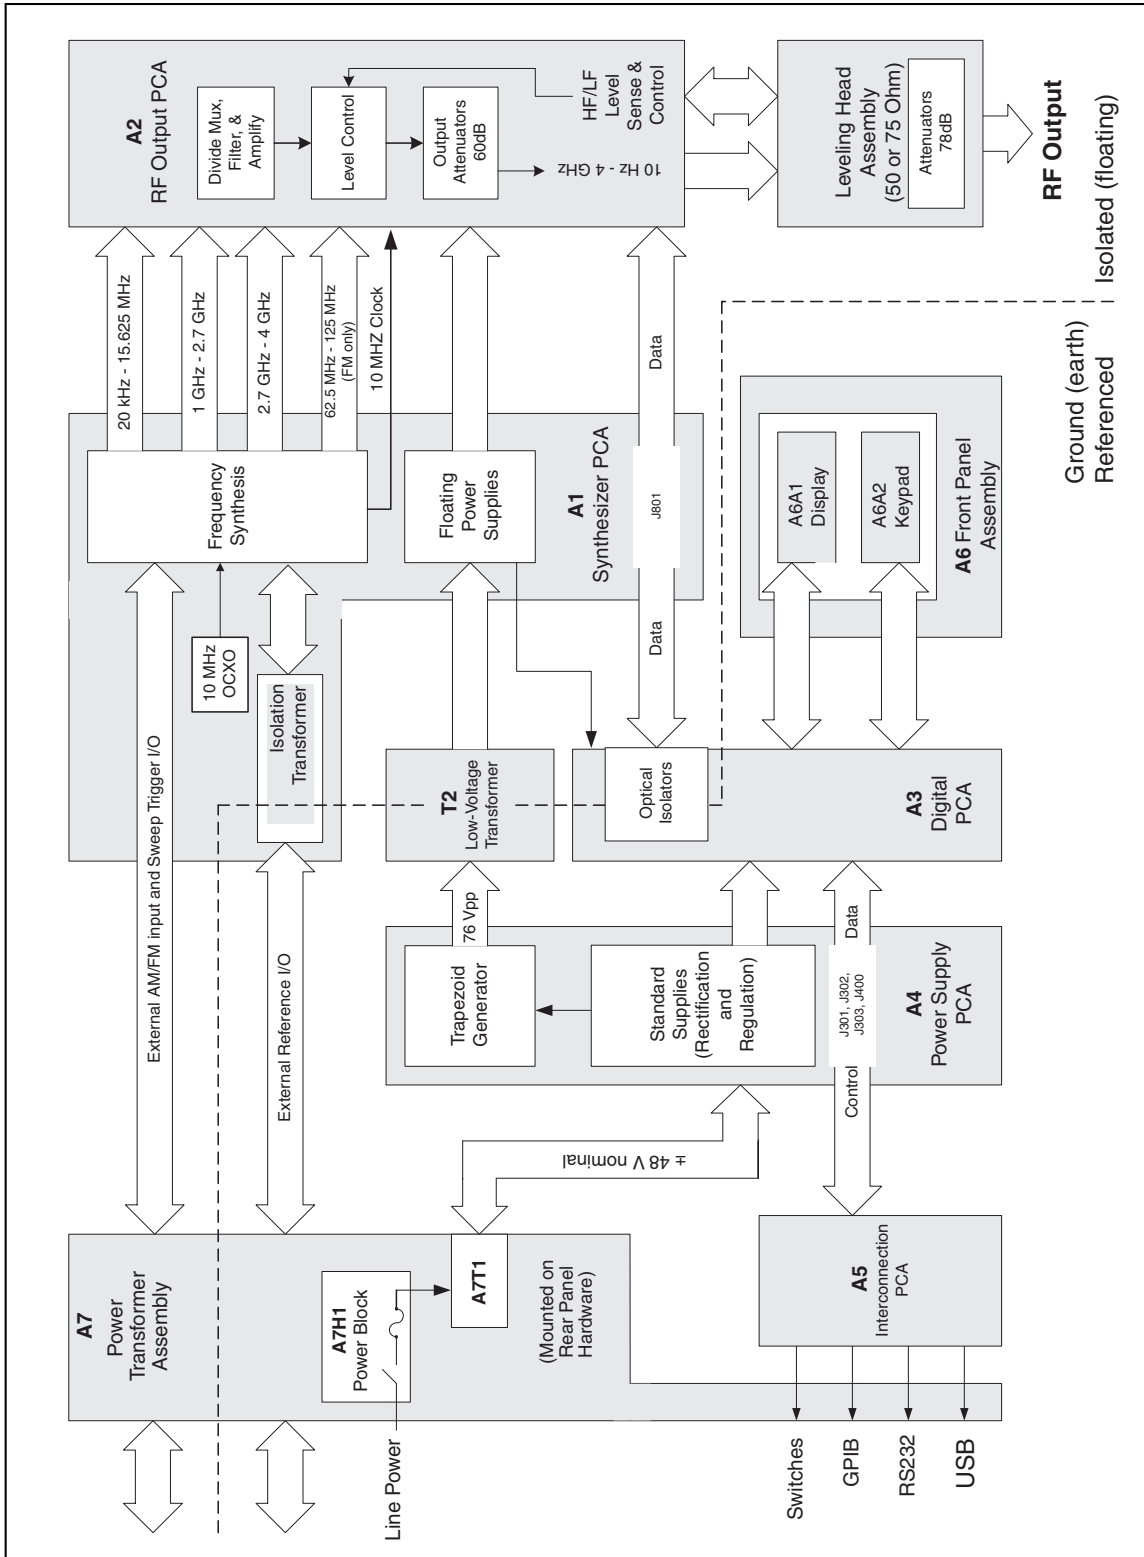 A7
Power
Transformer
Assembly
A7H1
Power Block
A7T1
(Mounted on
Rear Panel
Hardware)
Line Power
Switches
GPIB
RS232
USB
A5
Interconnection
PCA
External AM/FM input and Sweep Trigger I/O
External Reference I/O
± 48 V nominal
Trapezoid
Generator
76 Vpp
Standard
Supplies
(Rectification
and
Regulation)
Control
J301, J302,
J303, J400
Data
A4
Power Supply
PCA
T2
Low-Voltage
Transformer
Optical
Isolators
A3
Digital
PCA
10 MHz
OCXO
Isolation
Transformer
Frequency
Synthesis
Floating
Power
Supplies
A1
Synthesizer PCA
Data
J801
Data
A6A1
Display
A6A2
Keypad
A6 Front Panel
Assembly
20 kHz - 15.625 MHz
1 GHz - 2.7 GHz
2.7 GHz - 4 GHz
62.5 MHz - 125 MHz
(FM only)
10 MHZ Clock
A2
RF Output PCA
Divide Mux,
Filter, &
Amplify
Level Control
Output
Attenuators
60dB
10 Hz - 4 GHz
HF/LF
Level
Sense &
Control
Leveling Head
Assembly
(50 or 75 Ohm)
Attenuators
78dB
RF Output
Isolated (floating)
Ground (earth)
Referenced